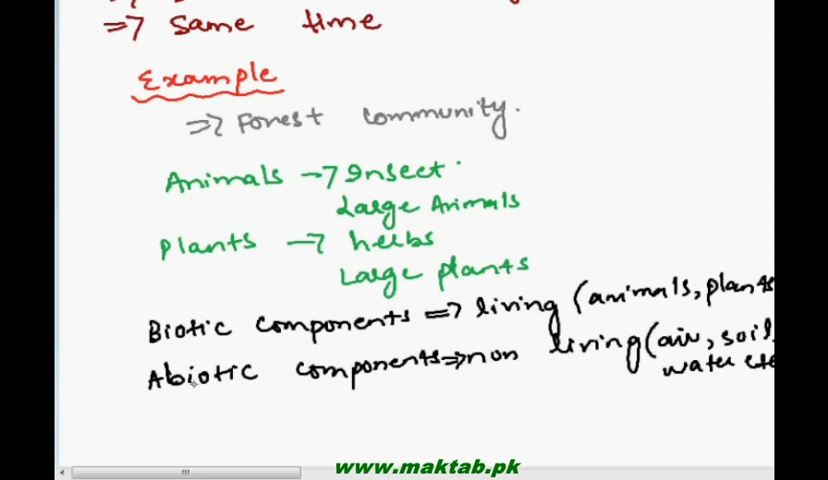 => Same time
Example
=> Forest community.
Animals → Insect
Large Animals
Plants → herbs
Large plants
Biotic components => living (animals, plants
Abiotic components => non living (air, soil,
water etc
www.maktab.pk